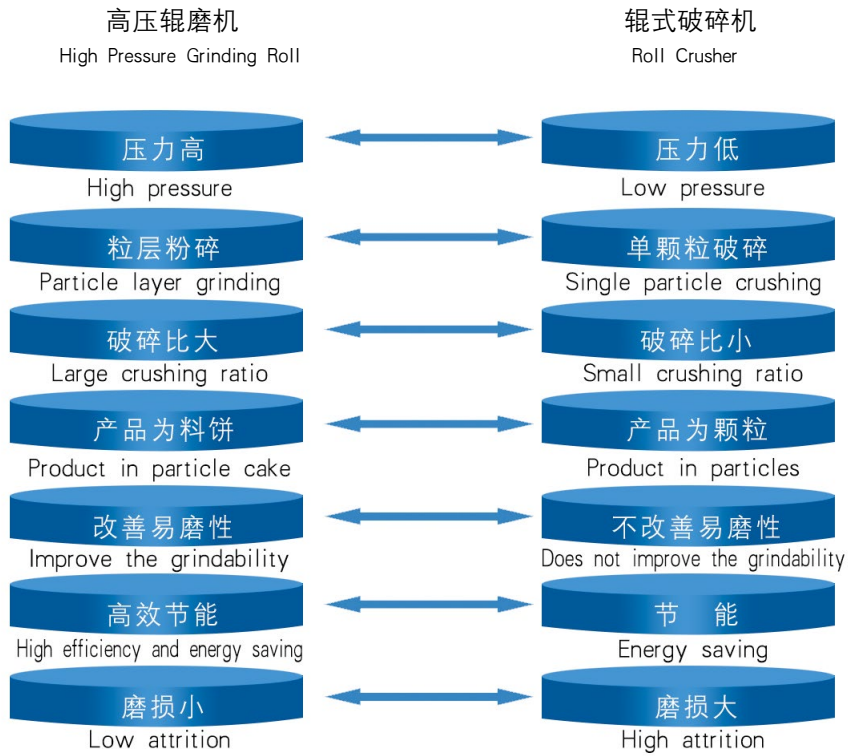 高压辊磨机
High Pressure Grinding Roll
辊式破碎机
Roll Crusher
压力高
High pressure
压力低
Low pressure
粒层粉碎
Particle layer grinding
单颗粒破碎
Single particle crushing
破碎比大
Large crushing ratio
破碎比小
Small crushing ratio
产品为料饼
Product in particle cake
产品为颗粒
Product in particles
改善易磨性
Improve the grindability
不改善易磨性
Does not improve the grindability
高效节能
High efficiency and energy saving
节 能
Energy saving
磨损小
Low attrition
磨损大
High attrition